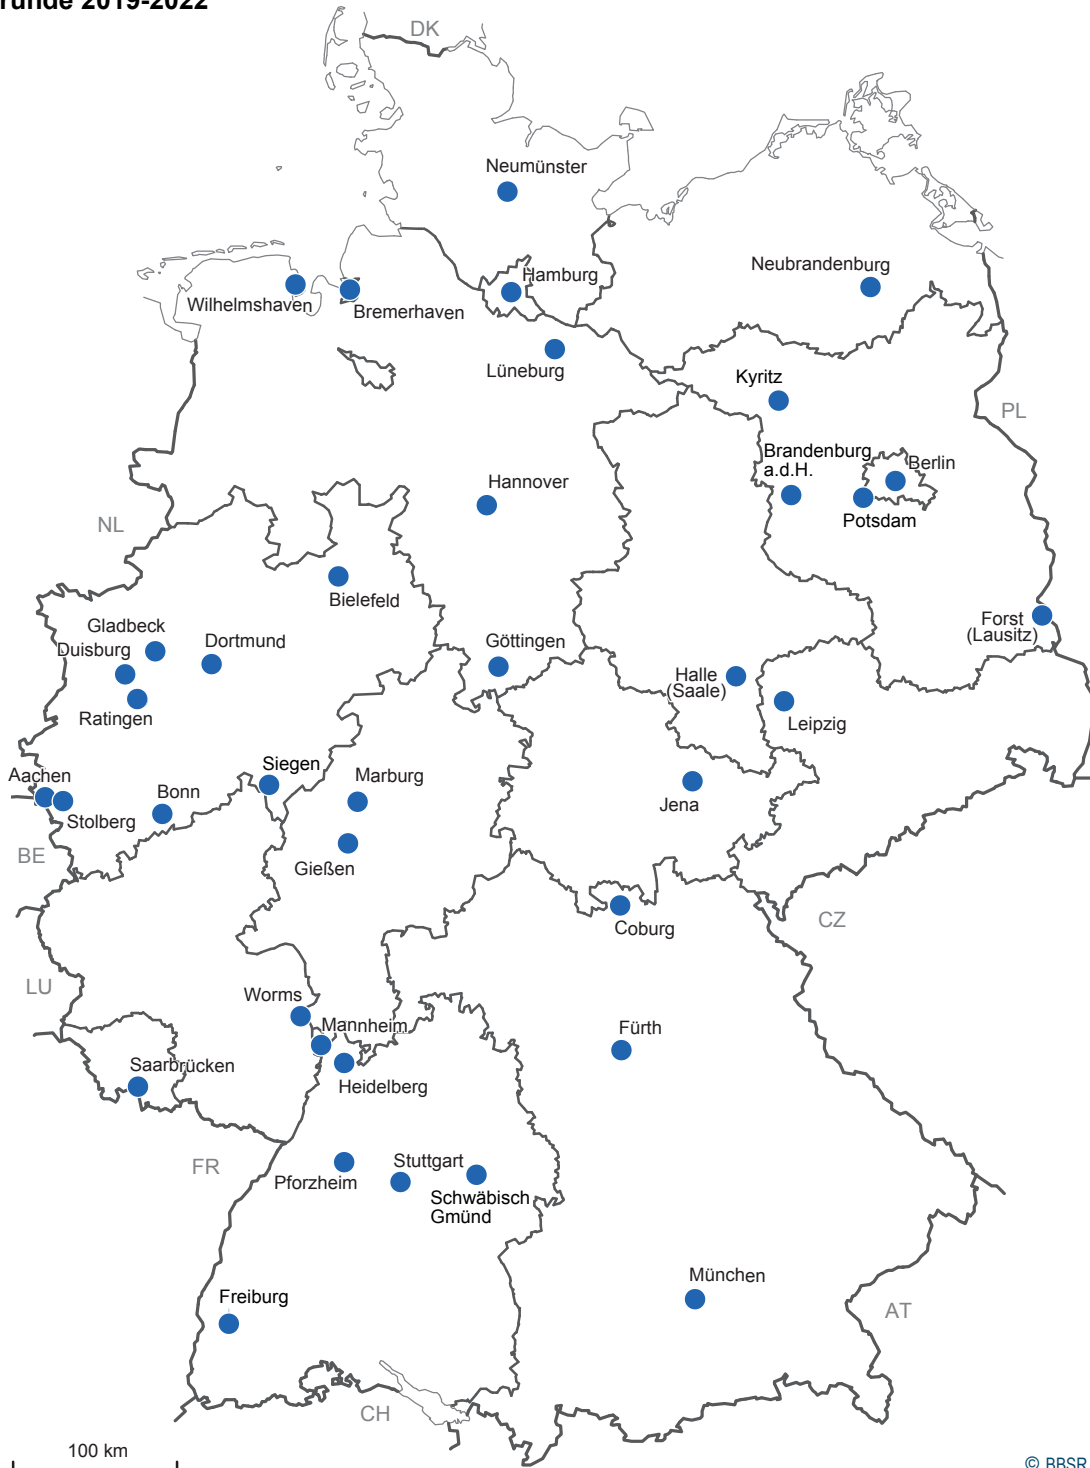 runde 2019-2022
DK
Neumünster
Neubrandenburg
Hamburg
Wilhelmshaven
Bremerhaven
Lüneburg
Kyritz
PL
Brandenburg
a.d.H.
Berlin
Hannover
Potsdam
NL
Bielefeld
Forst
(Lausitz)
Gladbeck
Duisburg
Dortmund
Göttingen
Halle
(Saale)
Ratingen
Leipzig
Siegen
Aachen
Marburg
Bonn
Jena
Stolberg
BE
Gießen
CZ
Coburg
LU
Worms
Mannheim
Fürth
Saarbrücken
Heidelberg
FR
Stuttgart
Pforzheim
Schwäbisch
Gmünd
München
Freiburg
AT
CH
100 km
© BBSR